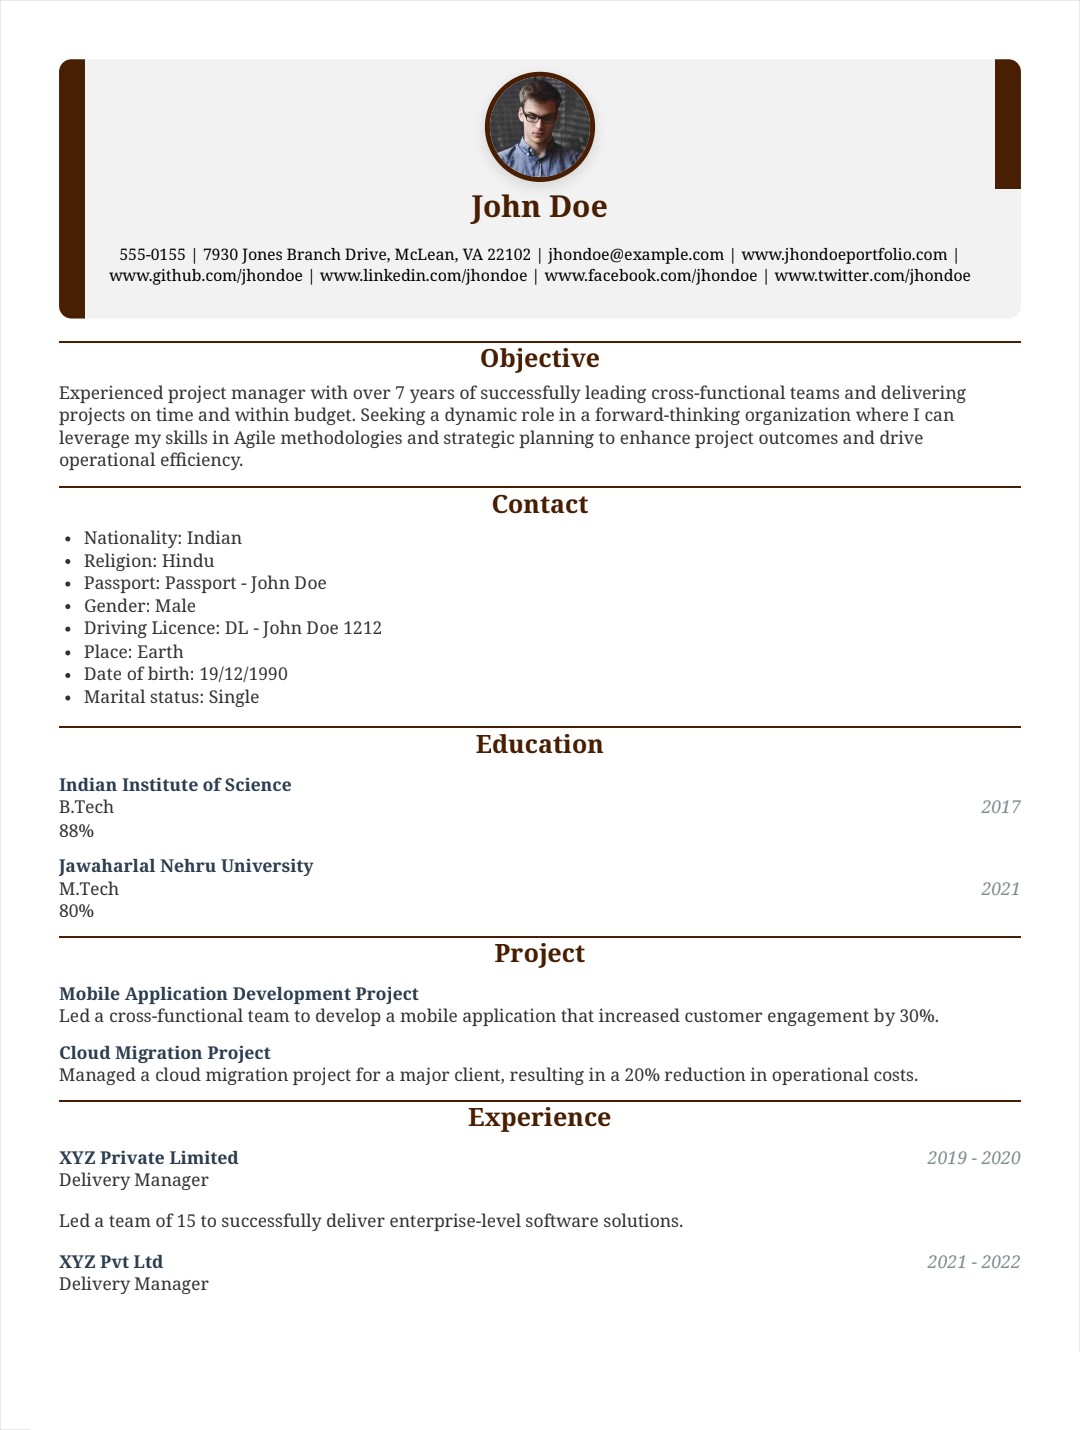 John Doe
555-0155 | 7930 Jones Branch Drive, McLean, VA 22102 | jhondoe@example.com | www.jhondoeportfolio.com |
www.github.com/jhondoe | www.linkedin.com/jhondoe | www.facebook.com/jhondoe | www.twitter.com/jhondoe
Objective
Experienced project manager with over 7 years of successfully leading cross-functional teams and delivering
projects on time and within budget. Seeking a dynamic role in a forward-thinking organization where I can
leverage my skills in Agile methodologies and strategic planning to enhance project outcomes and drive
operational efficiency.
Contact
• Nationality: Indian
• Religion: Hindu
• Passport: Passport - John Doe
• Gender: Male
• Driving Licence: DL - John Doe 1212
• Place: Earth
• Date of birth: 19/12/1990
• Marital status: Single
Education
Indian Institute of Science
B.Tech 2017
88%
Jawaharlal Nehru University
M.Tech 2021
80%
Project
Mobile Application Development Project
Led a cross-functional team to develop a mobile application that increased customer engagement by 30%.
Cloud Migration Project
Managed a cloud migration project for a major client, resulting in a 20% reduction in operational costs.
Experience
XYZ Private Limited 2019 - 2020
Delivery Manager
Led a team of 15 to successfully deliver enterprise-level software solutions.
XYZ Pvt Ltd 2021 - 2022
Delivery Manager